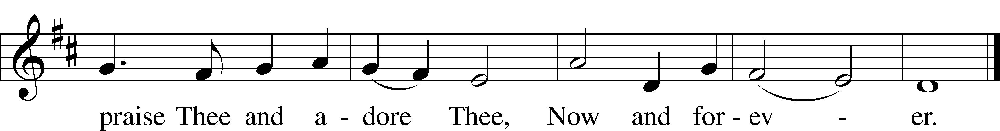 praise Thee and a - dore Thee, Now and for - ev - er.